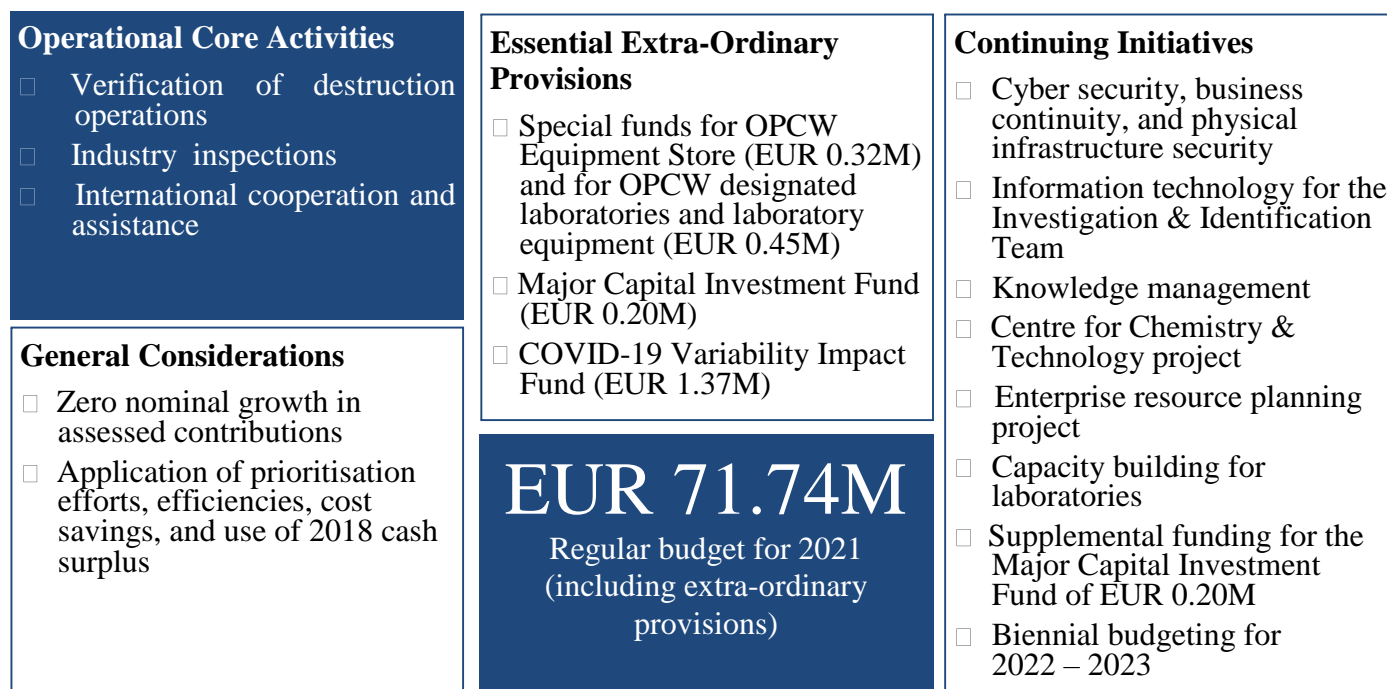 Operational Core Activities
□ Verification of destruction
operations
□ Industry inspections
□ International cooperation and
assistance
General Considerations
□ Zero nominal growth in
assessed contributions
□ Application of prioritisation
efforts, efficiencies, cost
savings, and use of 2018 cash
surplus
Essential Extra-Ordinary
Provisions
□ Special funds for OPCW
Equipment Store (EUR 0.32M)
and for OPCW designated
laboratories and laboratory
equipment (EUR 0.45M)
□ Major Capital Investment Fund
(EUR 0.20M)
□ COVID-19 Variability Impact
Fund (EUR 1.37M)
EUR 71.74M
Regular budget for 2021
(including extra-ordinary
provisions)
Continuing Initiatives
□ Cyber security, business
continuity, and physical
infrastructure security
□ Information technology for the
Investigation & Identification
Team
□ Knowledge management
□ Centre for Chemistry &
Technology project
□ Enterprise resource planning
project
□ Capacity building for
laboratories
□ Supplemental funding for the
Major Capital Investment
Fund of EUR 0.20M
□ Biennial budgeting for
2022 – 2023